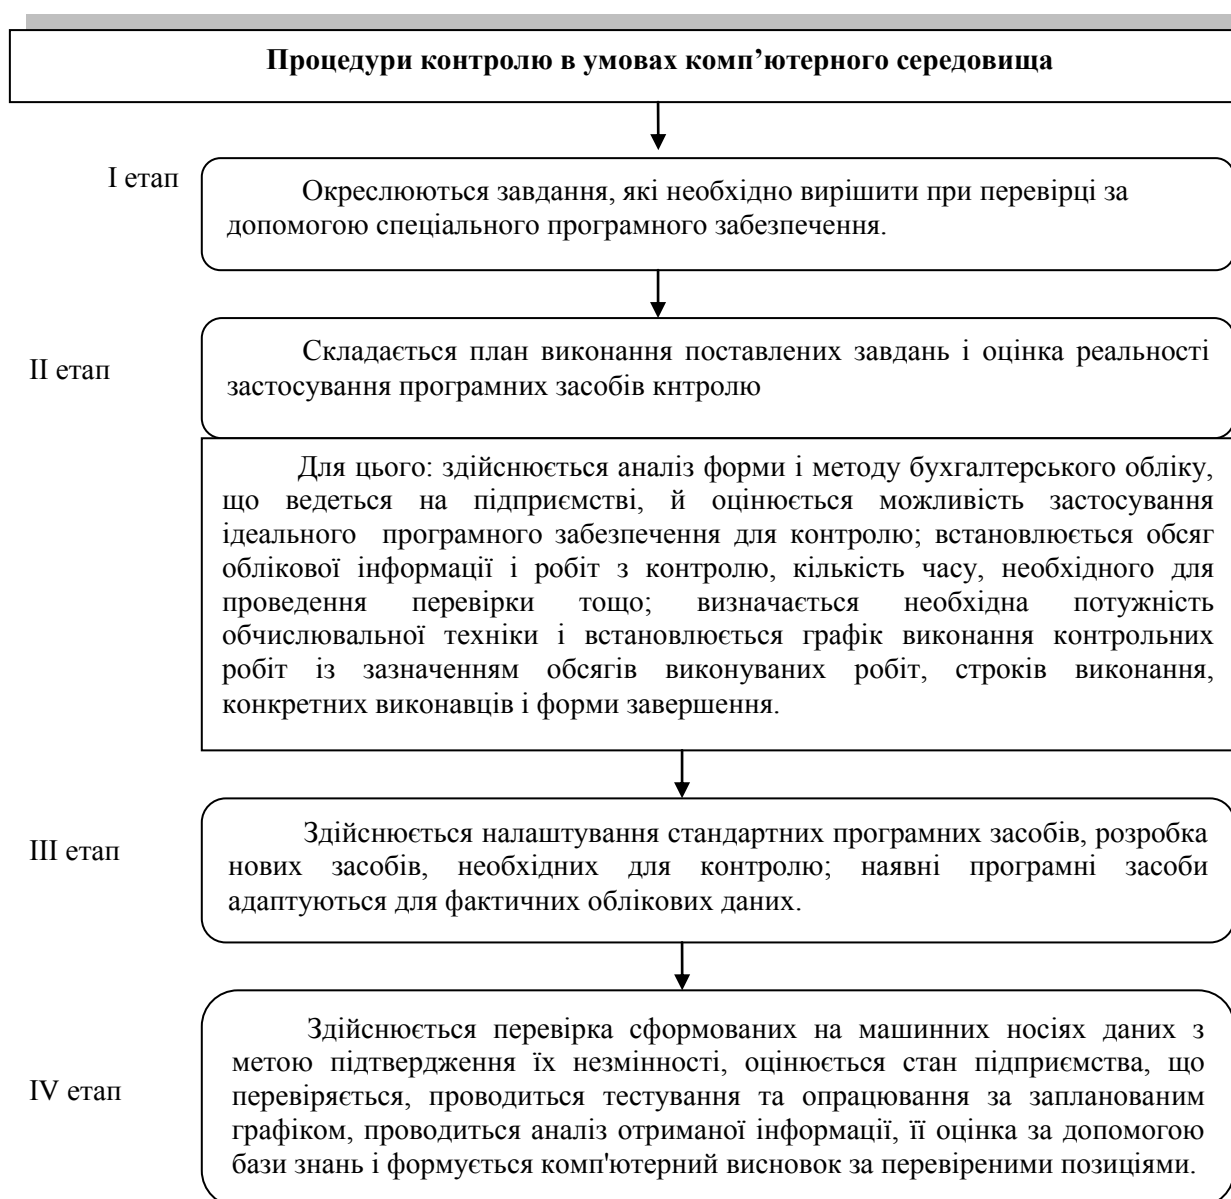 Процедури контролю в умовах комп’ютерного середовища
І етап
Окреслюються завдання, які необхідно вирішити при перевірці за
допомогою спеціального програмного забезпечення.
ІІ етап
Складається план виконання поставлених завдань і оцінка реальності
застосування програмних засобів кнтролю
Для цього: здійснюється аналіз форми і методу бухгалтерського обліку,
що ведеться на підприємстві, й оцінюється можливість застосування
ідеального програмного забезпечення для контролю; встановлюється обсяг
облікової інформації і робіт з контролю, кількість часу, необхідного для
проведення перевірки тощо; визначається необхідна потужність
обчислювальної техніки і встановлюється графік виконання контрольних
робіт із зазначенням обсягів виконуваних робіт, строків виконання,
конкретних виконавців і форми завершення.
ІІІ етап
Здійснюється налаштування стандартних програмних засобів, розробка
нових засобів, необхідних для контролю; наявні програмні засоби
адаптуються для фактичних облікових даних.
IV етап
Здійснюється перевірка сформованих на машинних носіях даних з
метою підтвердження їх незмінності, оцінюється стан підприємства, що
перевіряється, проводиться тестування та опрацювання за запланованим
графіком, проводиться аналіз отриманої інформації, її оцінка за допомогою
бази знань і формується комп'ютерний висновок за перевіреними позиціями.